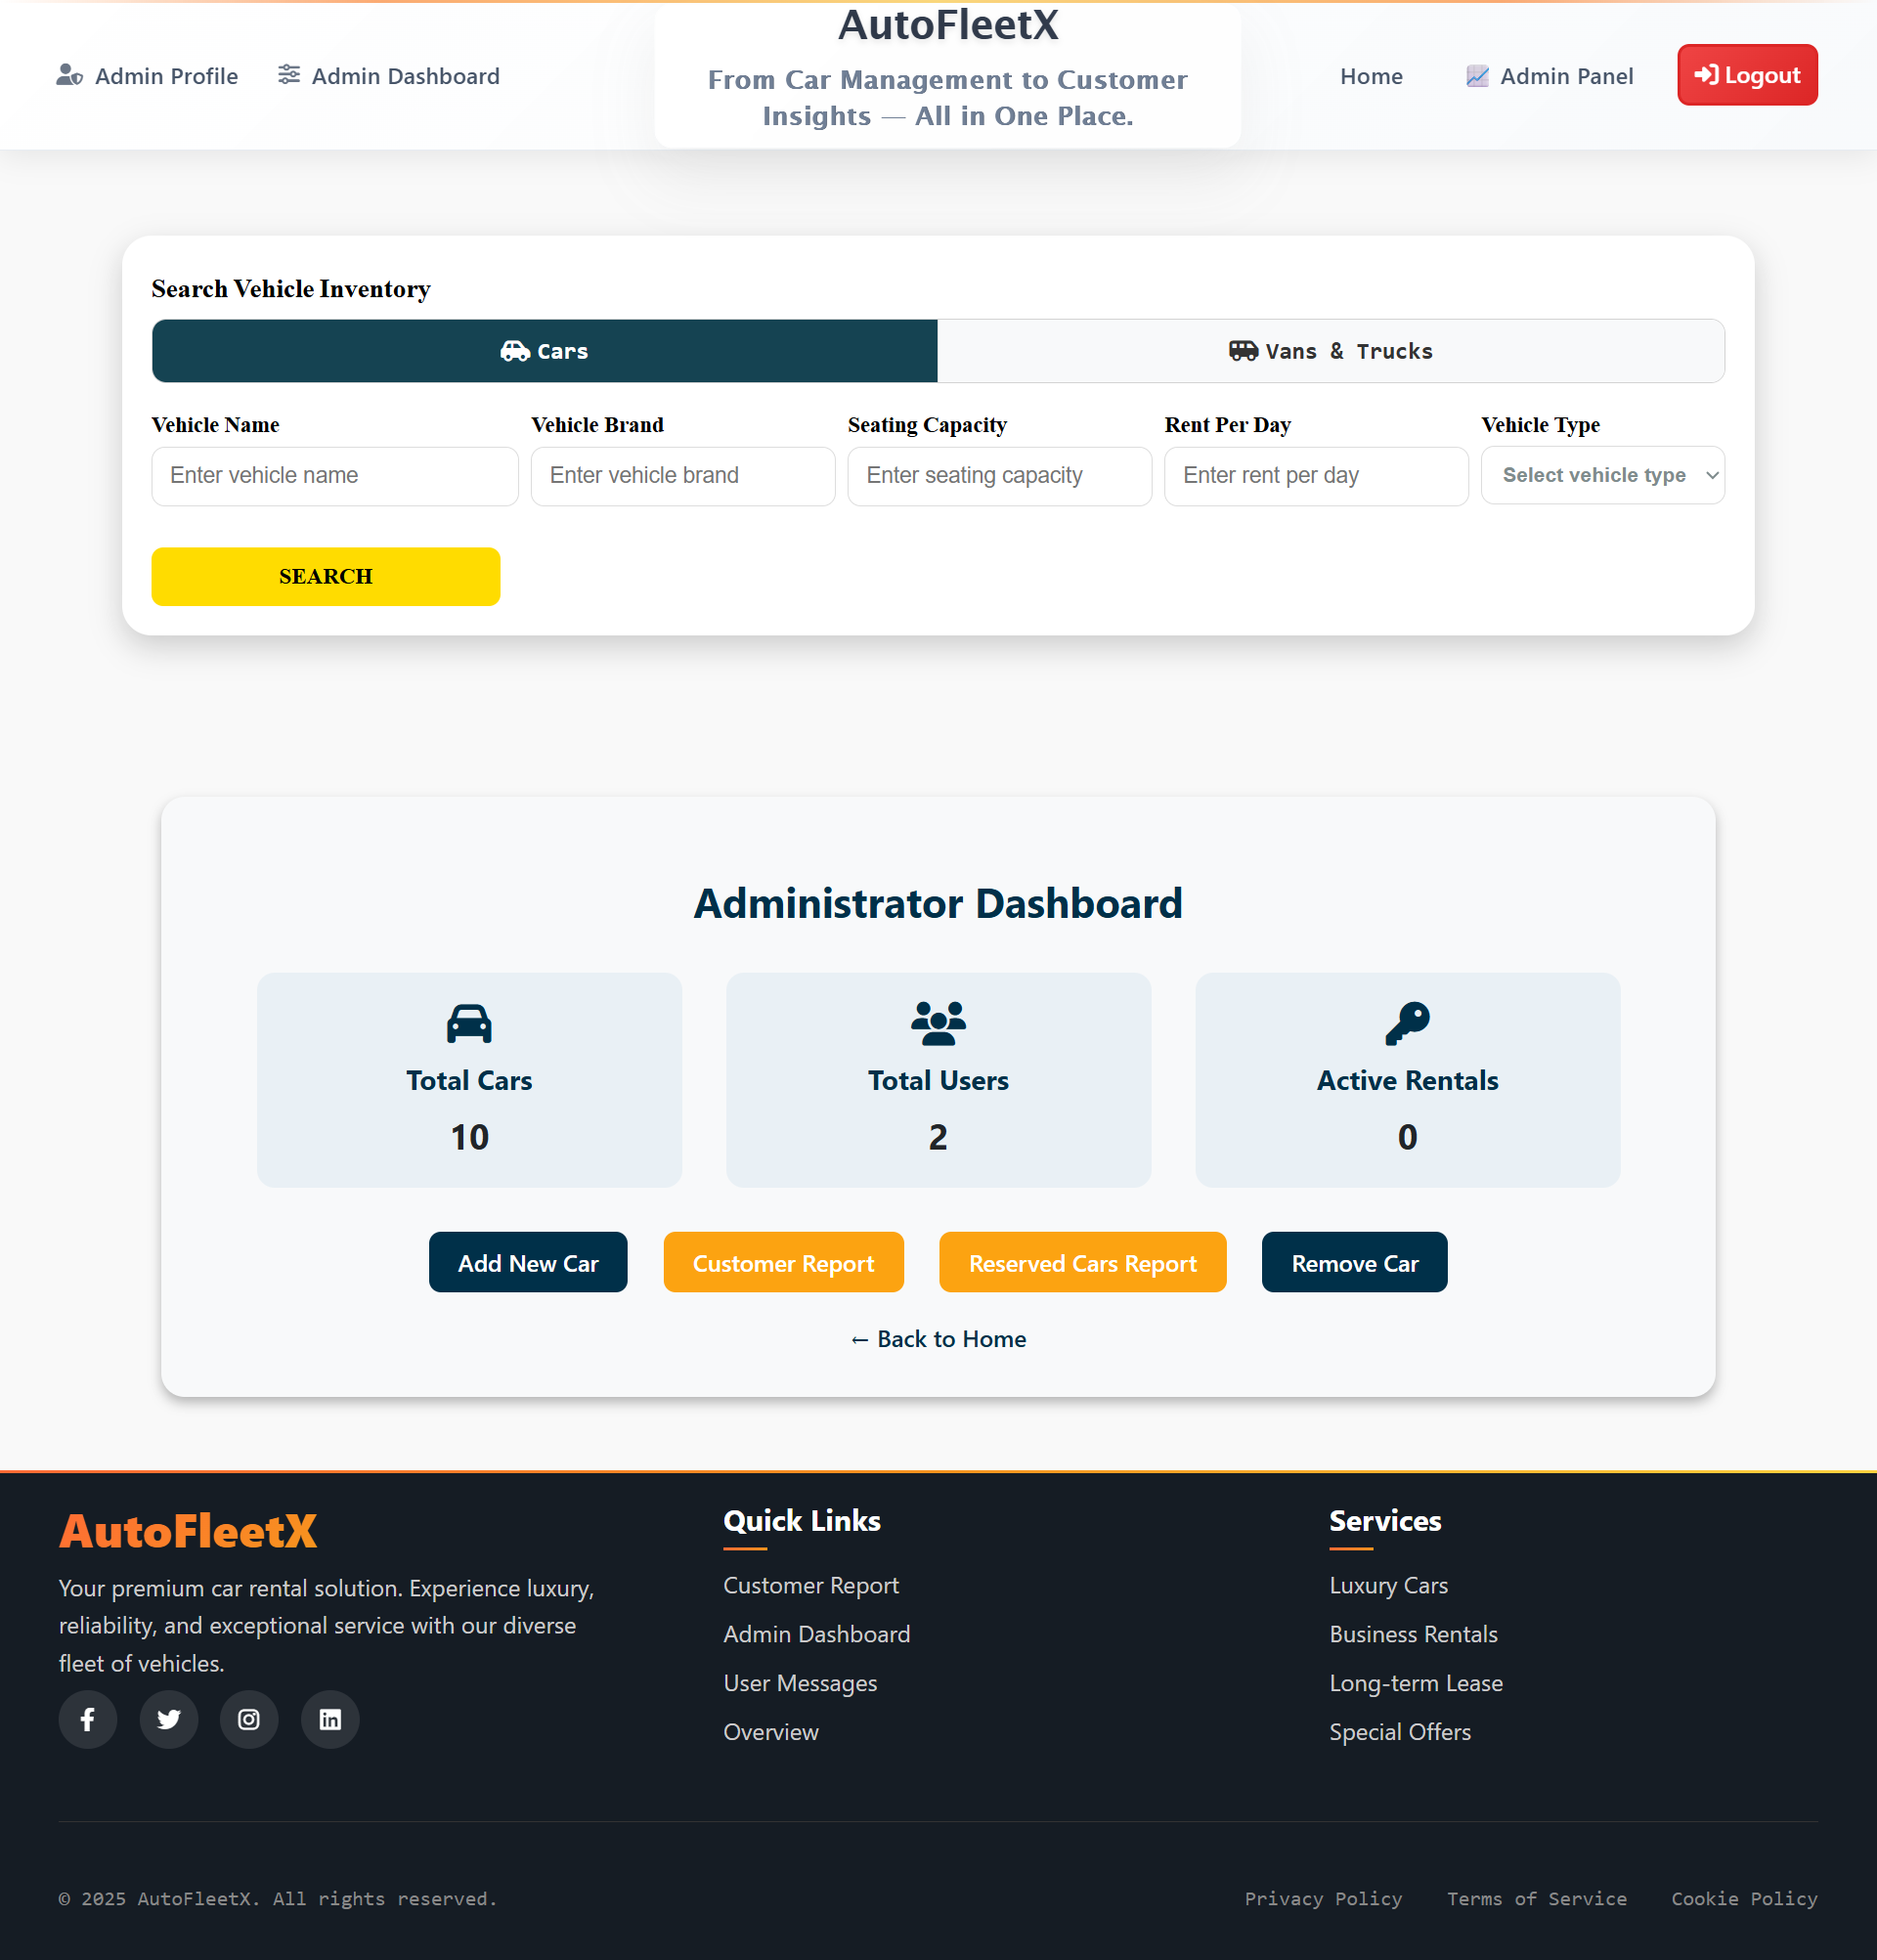 Admin Profile
Admin Dashboard
AutoFleetX
From Car Management to Customer
Insights — All in One Place.
Home
Admin Panel
Logout
Search Vehicle Inventory
Cars
Vans & Trucks
Vehicle Name
Vehicle Brand
Seating Capacity
Rent Per Day
Vehicle Type
Enter vehicle name
Enter vehicle brand
Enter seating capacity
Enter rent per day
Select vehicle type
SEARCH
Administrator Dashboard
Total Cars
10
Total Users
2
Active Rentals
0
Add New Car
Customer Report
Reserved Cars Report
Remove Car
← Back to Home
AutoFleetX
Your premium car rental solution. Experience luxury,
reliability, and exceptional service with our diverse
fleet of vehicles.
Quick Links
Customer Report
Admin Dashboard
User Messages
Overview
Services
Luxury Cars
Business Rentals
Long-term Lease
Special Offers
© 2025 AutoFleetX. All rights reserved.
Privacy Policy
Terms of Service
Cookie Policy